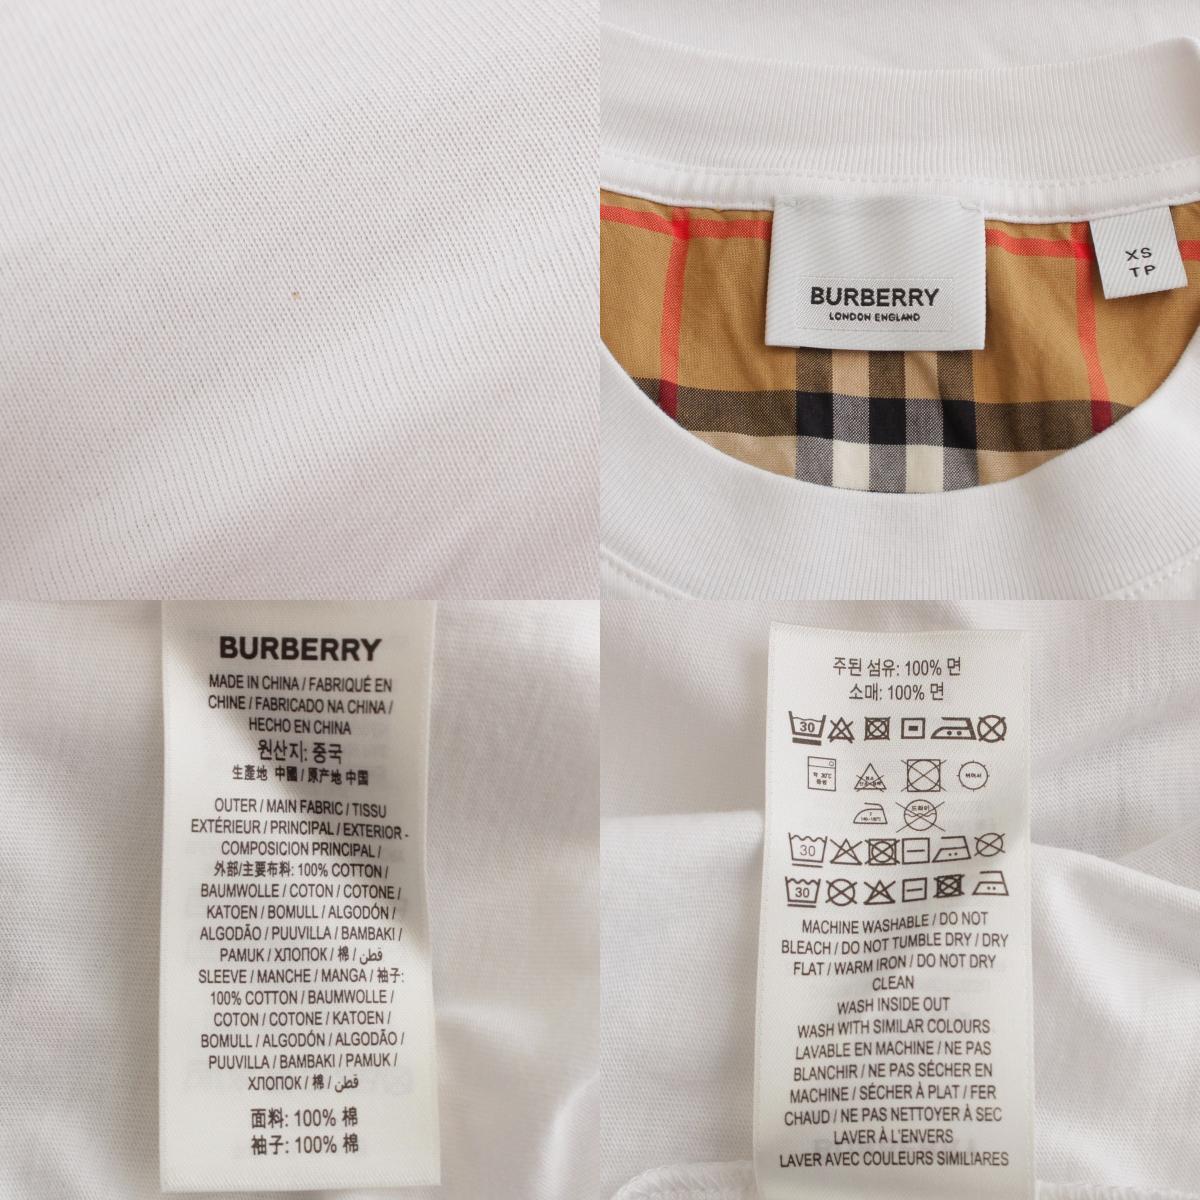 BURBERRY
LONDON ENGLAND
XS
TP
BURBERRY
MADE IN CHINA / FABRIQUÉ EN
CHINE / FABRICADO NA CHINA /
HECHO EN CHINA
원산지: 중국
生產地 中國 / 原产地 中国
OUTER / MAIN FABRIC / TISSU
EXTÉRIEUR / PRINCIPAL / EXTERIOR -
COMPOSICION PRINCIPAL /
外部/主要布料: 100% COTTON /
BAUMWOLLE / COTON / COTONE /
KATOEN / BOMULL / ALGODÓN /
ALGODÃO / PUUVILLA / BAMBAKI /
PAMUK / ХЛОПОК / 棉 / قطن
SLEEVE / MANCHE / MANGA / 袖子:
100% COTTON / BAUMWOLLE /
COTON / COTONE / KATOEN /
BOMULL / ALGODÓN / ALGODÃO /
PUUVILLA / BAMBAKI / PAMUK /
ХЛОПОК / 棉 / قطن
面料: 100% 棉
袖子: 100% 棉
주된 섬유: 100% 면
소매: 100% 면
30
30
30
MACHINE WASHABLE / DO NOT
BLEACH / DO NOT TUMBLE DRY / DRY
FLAT / WARM IRON / DO NOT DRY
CLEAN
WASH INSIDE OUT
WASH WITH SIMILAR COLOURS
LAVABLE EN MACHINE / NE PAS
BLANCHIR / NE PAS SÉCHER EN
MACHINE / SÉCHER À PLAT / FER
CHAUD / NE PAS NETTOYER À SEC
LAVER À L'ENVERS
LAVER AVEC COULEURS SIMILIARES